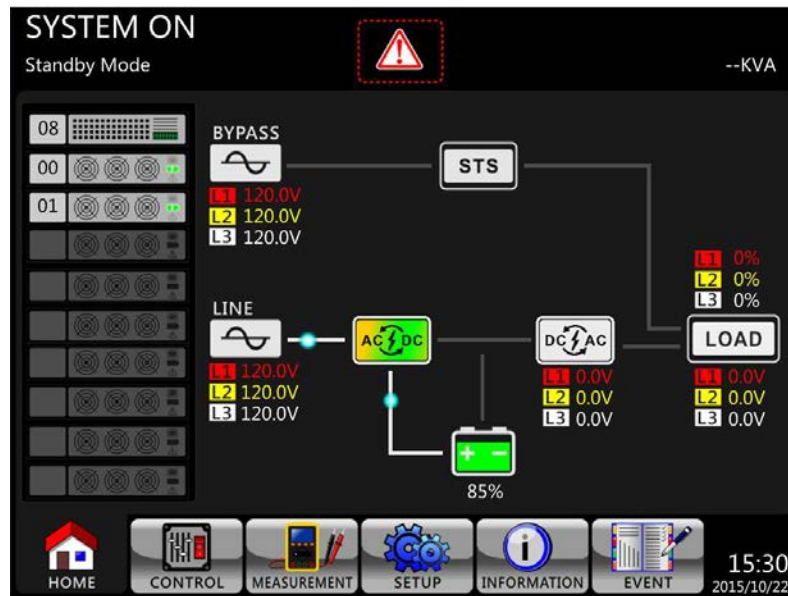 SYSTEM ON
Standby Mode
--KVA
08
00
01
BYPASS
L1 120.0V
L2 120.0V
L3 120.0V
STS
L1 0%
L2 0%
L3 0%
LOAD
L1 0.0V
L2 0.0V
L3 0.0V
LINE
L1 120.0V
L2 120.0V
L3 120.0V
AC DC
DC AC
L1 0.0V
L2 0.0V
L3 0.0V
+ -
85%
HOME
CONTROL
MEASUREMENT
SETUP
INFORMATION
EVENT
15:30
2015/10/22